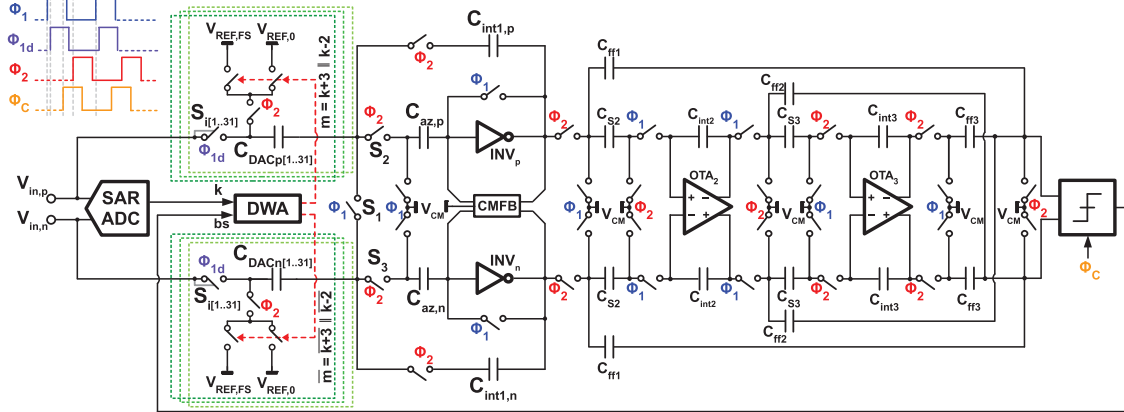 Φ1
Φ1d
Φ2
ΦC
VREF,FS VREF,0
Φ2
Si[1..31]
Φ1d
CDACp[1..31]
m = k+3 || k-2
Cint1,p
Φ2
Φ1
Φ2
S2
Caz,p
INVp
Φ2
Cff1
CS2
Φ1
Cint2
Φ1
Cff2
CS3
Φ2
Cint3
Φ2
Cff3
Vin,p
Vin,n
SAR
ADC
k
bs
DWA
Φ1
S1
Φ1
VCM
CMFB
Φ1
VCM
Φ2
OTA2
Φ2
VCM
Φ1
OTA3
Φ1
VCM
VCM
Φ2
ΦC
Φ1d
Si[1..31]
CDACn[1..31]
Φ2
VREF,FS VREF,0
m = k+3 || k-2
S3
Φ2
Caz,n
INVn
Φ1
Φ2
Cint1,n
Φ2
CS2
Φ1
Cint2
Φ1
CS3
Φ2
Cint3
Φ2
Cff3
Cff2
Cff1